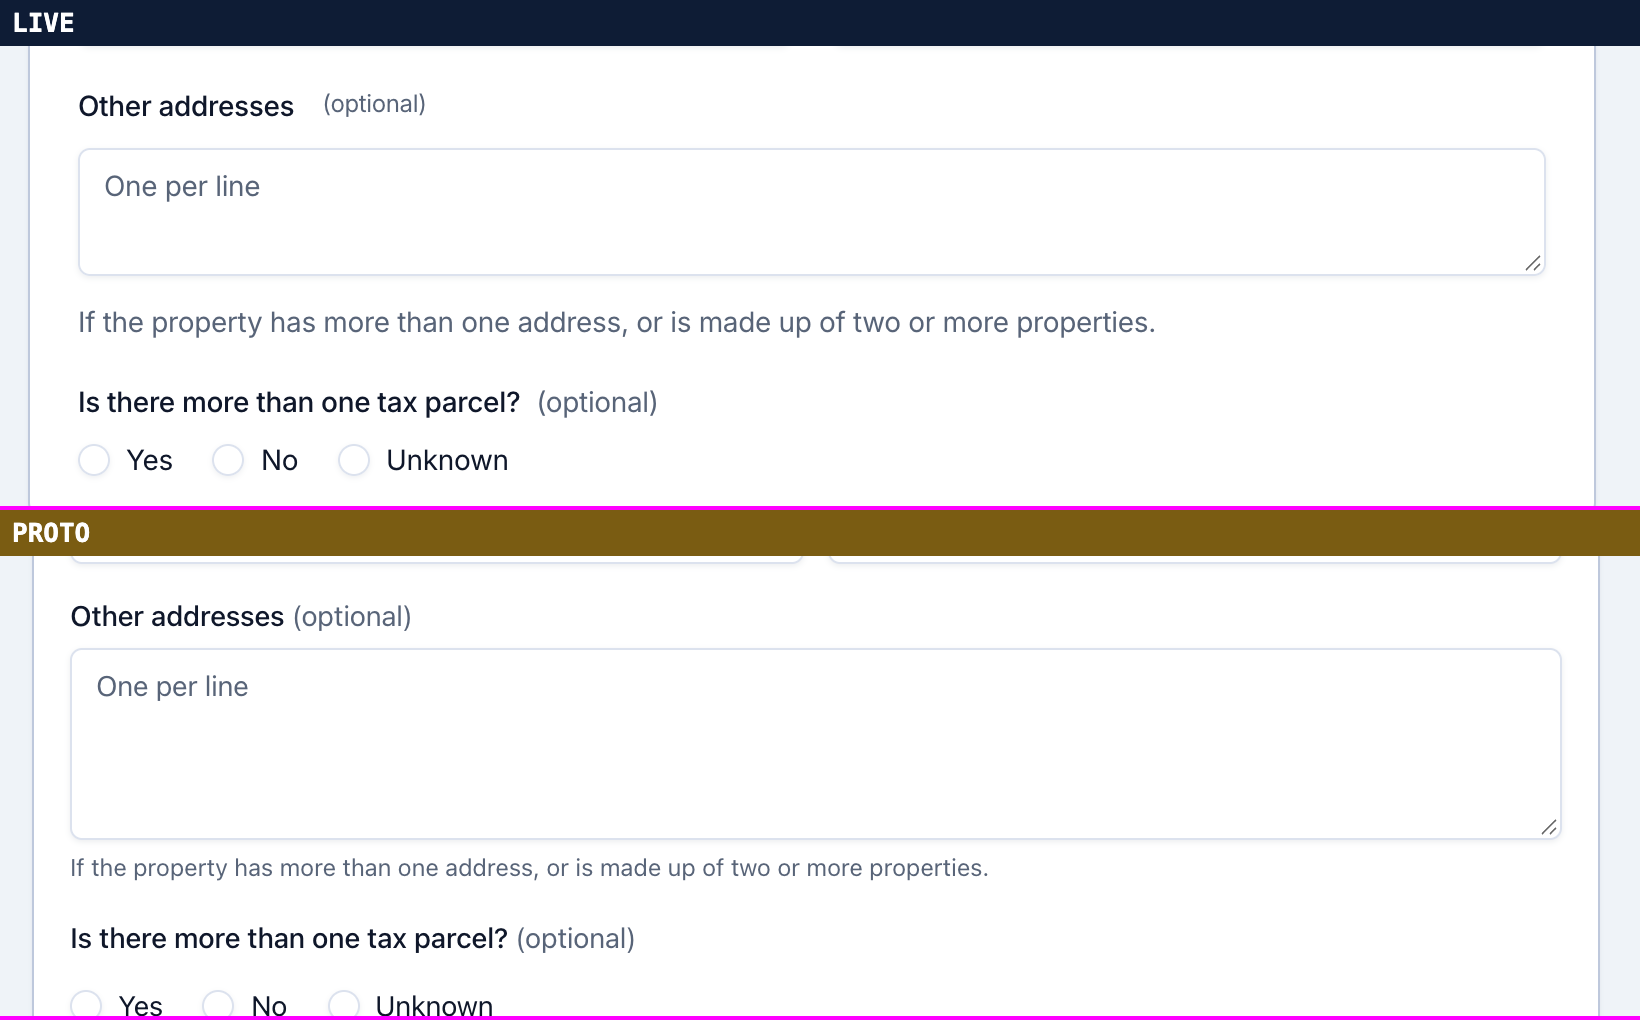 LIVE
Other addresses (optional)
One per line
If the property has more than one address, or is made up of two or more properties.
Is there more than one tax parcel? (optional)
Yes No Unknown
PROTO
Other addresses (optional)
One per line
If the property has more than one address, or is made up of two or more properties.
Is there more than one tax parcel? (optional)
Yes No Unknown